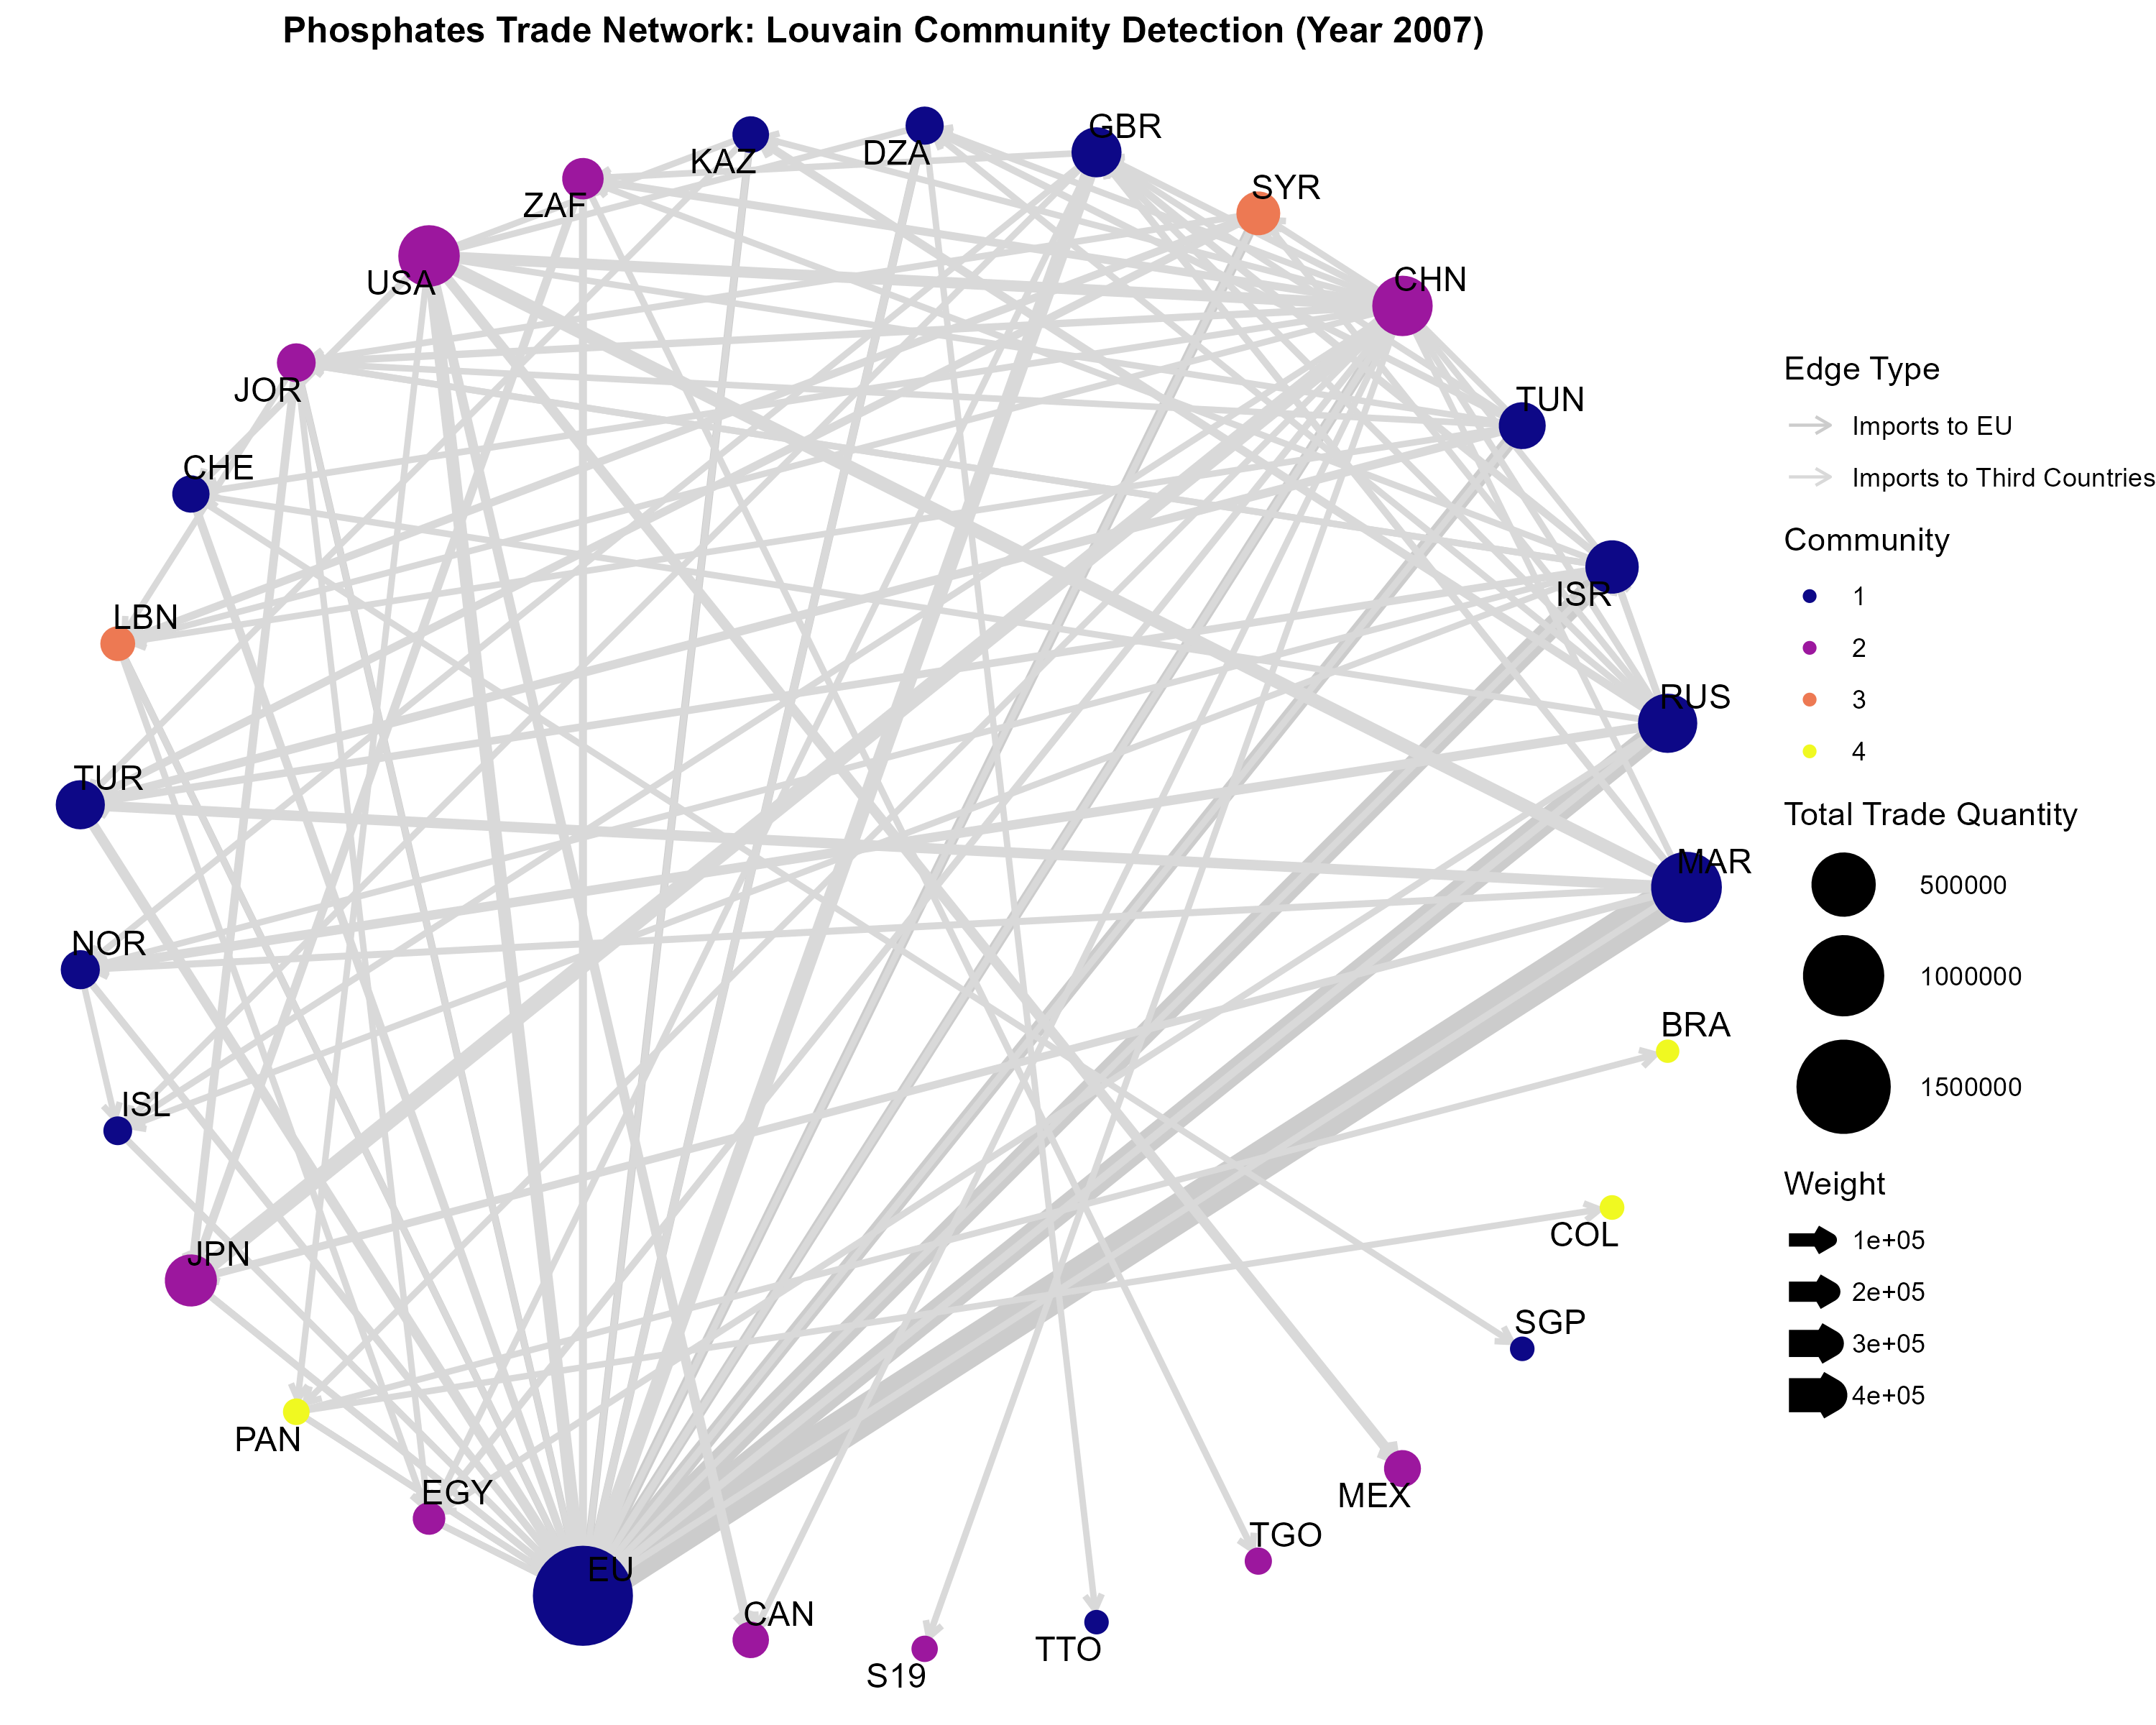 Phosphates Trade Network: Louvain Community Detection (Year 2007)
GBR
DZA
KAZ
SYR
ZAF
USA
CHN
JOR
TUN
CHE
ISR
LBN
RUS
TUR
MAR
NOR
BRA
ISL
COL
JPN
SGP
PAN
EGY
MEX
TGO
EU
CAN
TTO
S19
Edge Type
Imports to EU
Imports to Third Countries
Community
1
2
3
4
Total Trade Quantity
500000
1000000
1500000
Weight
1e+05
2e+05
3e+05
4e+05